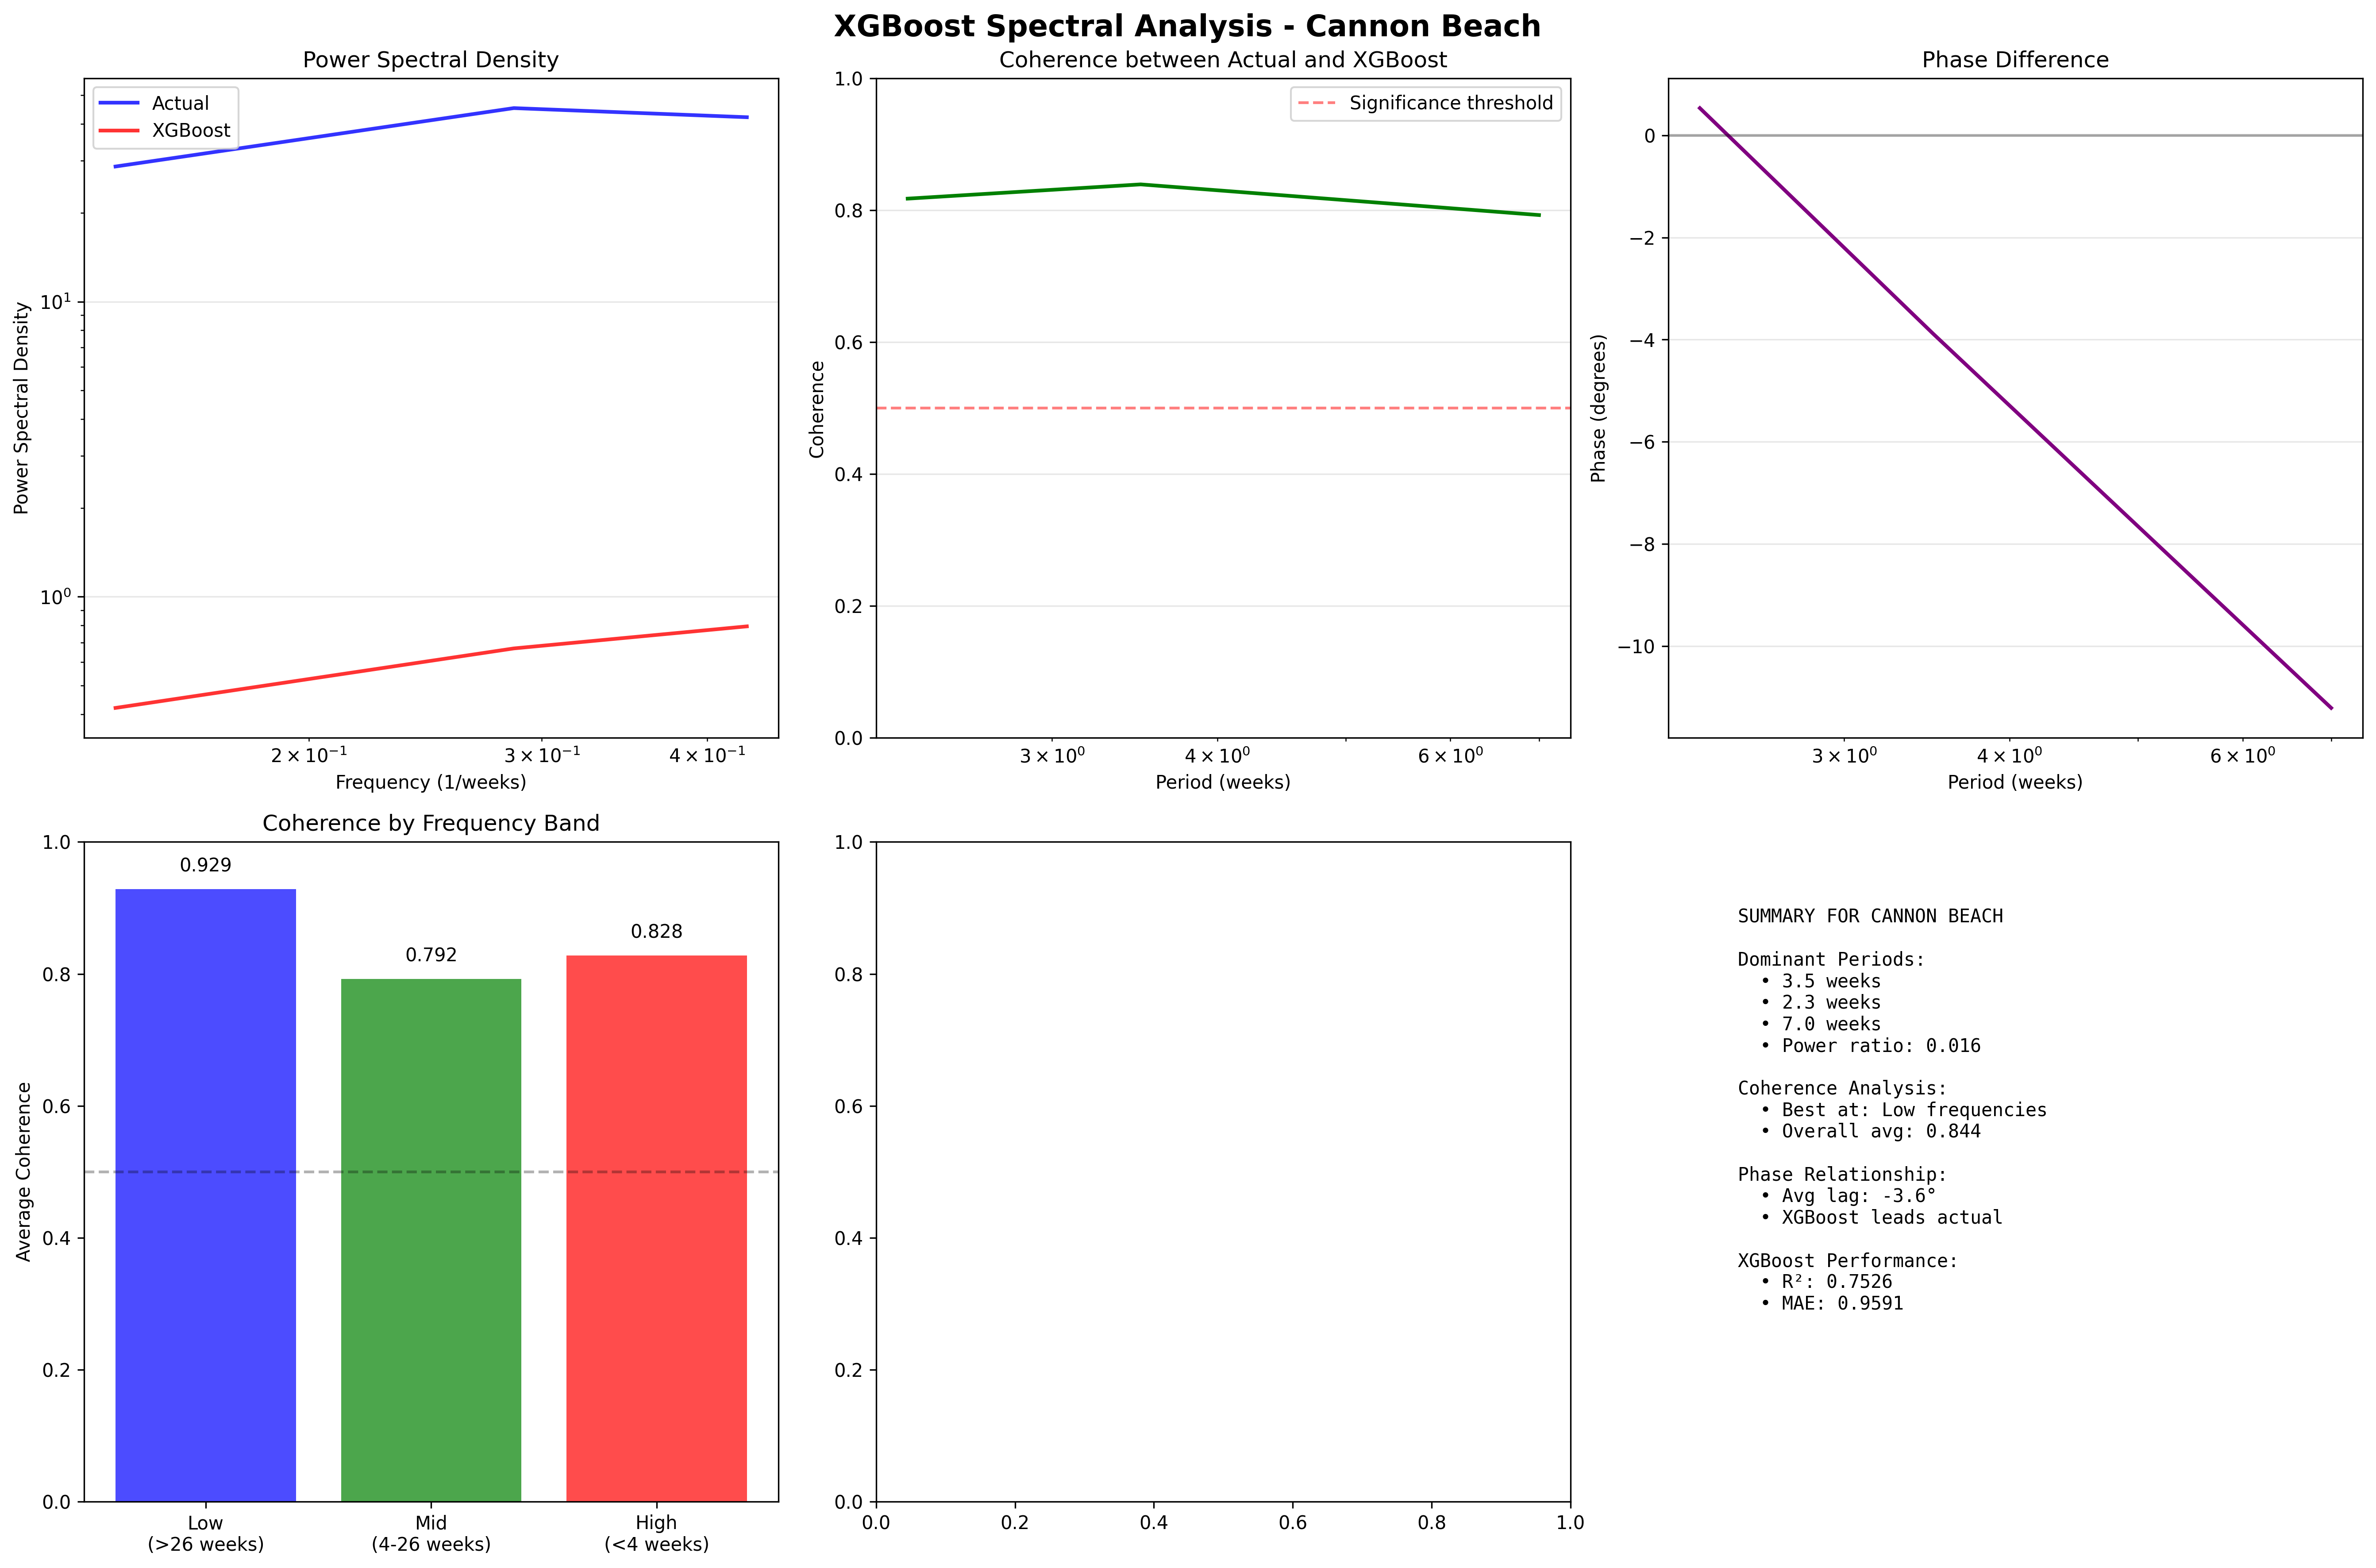 XGBoost Spectral Analysis - Cannon Beach
Power Spectral Density
Actual
XGBoost
Power Spectral Density
10¹
10⁰
2 × 10⁻¹
3 × 10⁻¹
4 × 10⁻¹
Frequency (1/weeks)
Coherence between Actual and XGBoost
Significance threshold
Coherence
1.0
0.8
0.6
0.4
0.2
0.0
3 × 10⁰
4 × 10⁰
6 × 10⁰
Period (weeks)
Phase Difference
Phase (degrees)
0
−2
−4
−6
−8
−10
3 × 10⁰
4 × 10⁰
6 × 10⁰
Period (weeks)
Coherence by Frequency Band
Average Coherence
1.0
0.8
0.6
0.4
0.2
0.0
0.929
0.792
0.828
Low
(>26 weeks)
Mid
(4-26 weeks)
High
(<4 weeks)
1.0
0.8
0.6
0.4
0.2
0.0
0.0
0.2
0.4
0.6
0.8
1.0
SUMMARY FOR CANNON BEACH
Dominant Periods:
• 3.5 weeks
• 2.3 weeks
• 7.0 weeks
• Power ratio: 0.016
Coherence Analysis:
• Best at: Low frequencies
• Overall avg: 0.844
Phase Relationship:
• Avg lag: -3.6°
• XGBoost leads actual
XGBoost Performance:
• R²: 0.7526
• MAE: 0.9591